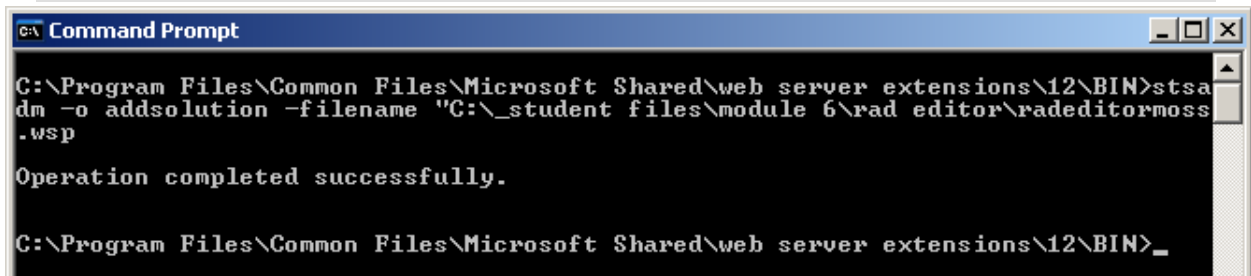 Command Prompt
C:\Program Files\Common Files\Microsoft Shared\web server extensions\12\BIN>stsa
dm -o addsolution -filename "C:\_student files\module 6\rad editor\radeditormoss
.wsp
Operation completed successfully.
C:\Program Files\Common Files\Microsoft Shared\web server extensions\12\BIN>_